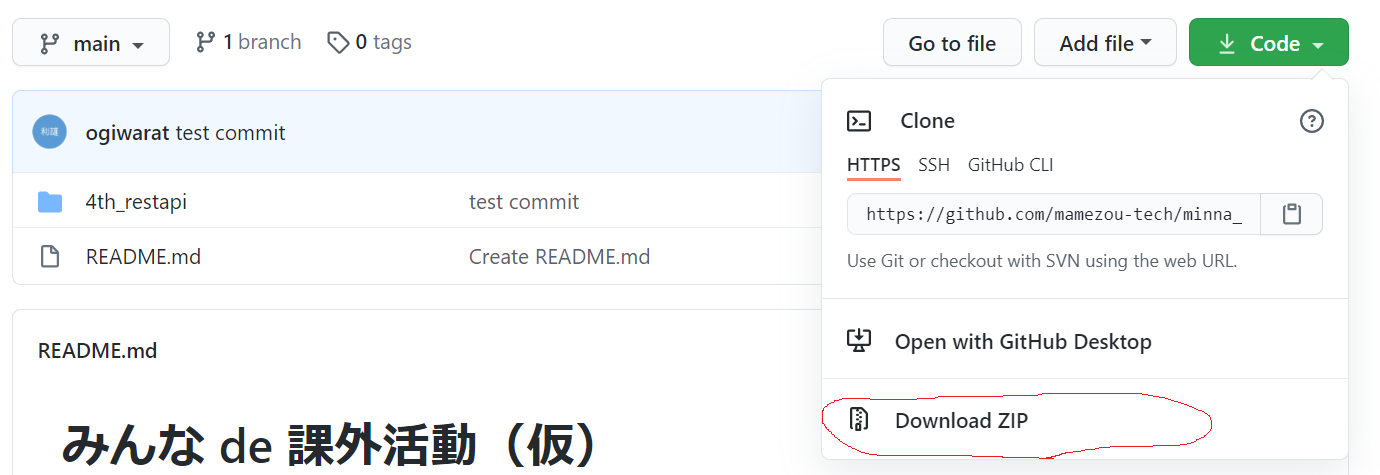 main
1 branch
0 tags
Go to file
Add file
Code
利雄
ogiwarat test commit
4th_restapi
test commit
README.md
Create README.md
README.md
みんな de 課外活動（仮）
Clone
HTTPS
SSH
GitHub CLI
https://github.com/mamezou-tech/minna_
Use Git or checkout with SVN using the web URL.
Open with GitHub Desktop
Download ZIP